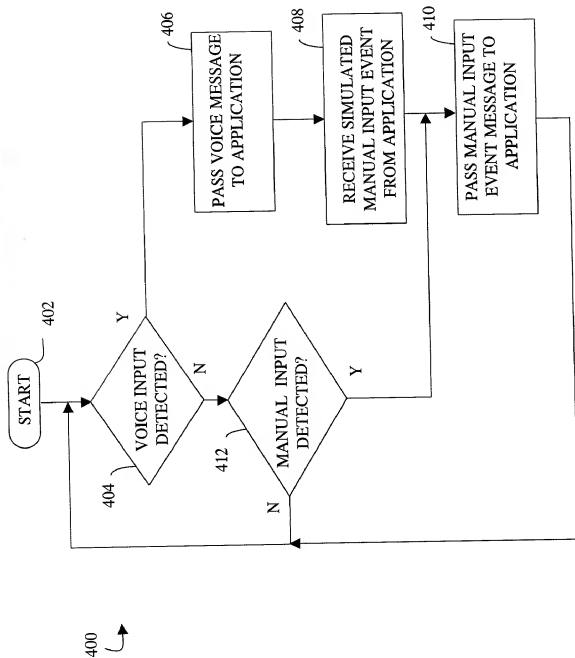 402
START
404
VOICE INPUT
DETECTED?
Y
N
406
PASS VOICE MESSAGE
TO APPLICATION
412
MANUAL INPUT
DETECTED?
N
Y
408
RECEIVE SIMULATED
MANUAL INPUT EVENT
FROM APPLICATION
410
PASS MANUAL INPUT
EVENT MESSAGE TO
APPLICATION
400